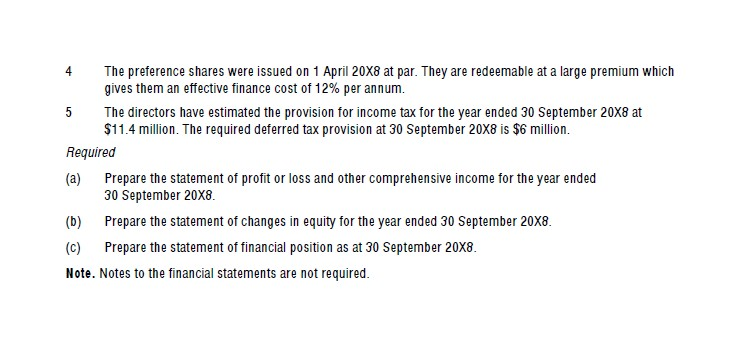 4 The preference shares were issued on 1 April 20X8 at par. They are redeemable at a large premium which
gives them an effective finance cost of 12% per annum.
5 The directors have estimated the provision for income tax for the year ended 30 September 20X8 at
$11.4 million. The required deferred tax provision at 30 September 20X8 is $6 million.
Required
(a) Prepare the statement of profit or loss and other comprehensive income for the year ended
30 September 20X8.
(b) Prepare the statement of changes in equity for the year ended 30 September 20X8.
(c) Prepare the statement of financial position as at 30 September 20X8.
Note. Notes to the financial statements are not required.